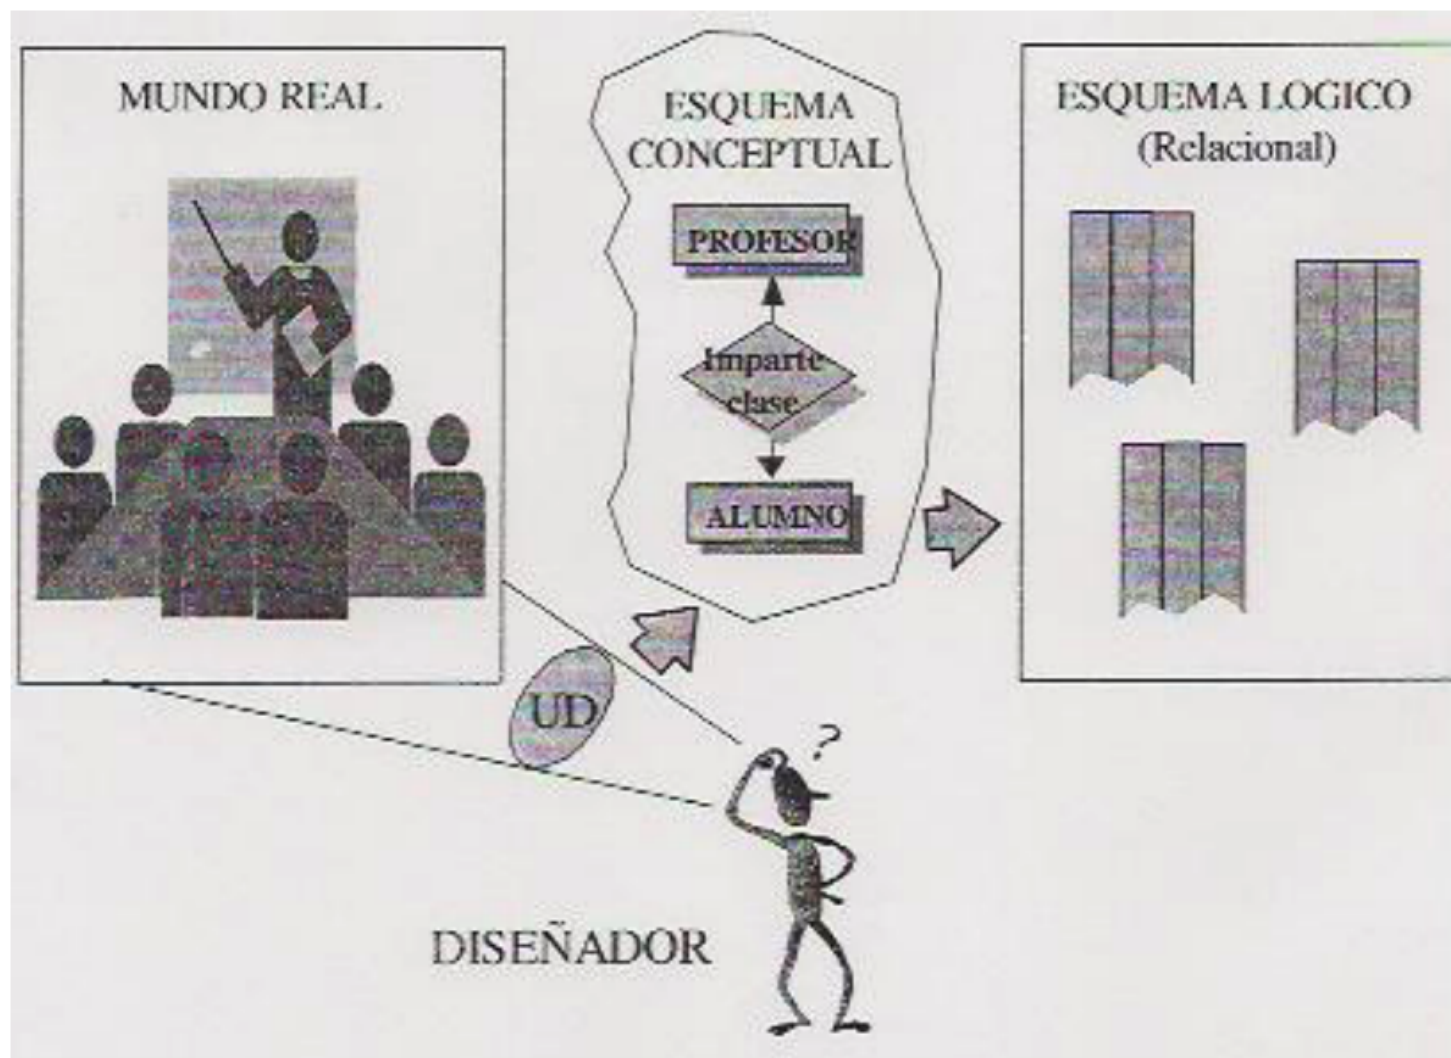 MUNDO REAL
ESQUEMA
CONCEPTUAL
PROFESOR
Imparte
clase
ALUMNO
ESQUEMA LOGICO
(Relacional)
UD
?
DISEÑADOR